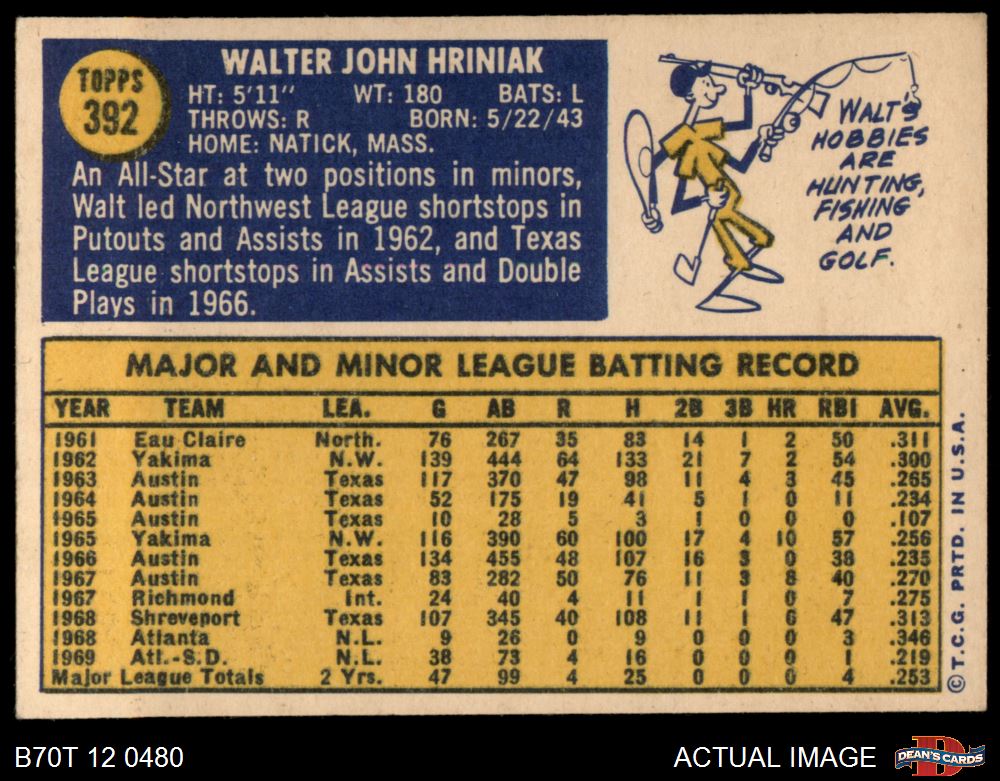 TOPPS
392
WALTER JOHN HRINIAK
HT: 5'11" WT: 180 BATS: L
THROWS: R BORN: 5/22/43
HOME: NATICK, MASS.
An All-Star at two positions in minors,
Walt led Northwest League shortstops in
Putouts and Assists in 1962, and Texas
League shortstops in Assists and Double
Plays in 1966.
WALT'S
HOBBIES
ARE
HUNTING,
FISHING
AND
GOLF.
MAJOR AND MINOR LEAGUE BATTING RECORD
YEAR TEAM LEA. G AB R H 2B 3B HR RBI AVG.
1961 Eau Claire North. 76 267 35 83 14 1 2 50 .311
1962 Yakima N.W. 139 444 64 133 21 7 2 54 .300
1963 Austin Texas 117 370 47 98 11 4 3 45 .265
1964 Austin Texas 52 175 19 41 5 1 0 11 .234
1965 Austin Texas 10 28 5 3 1 0 0 0 .107
1965 Yakima N.W. 116 390 60 100 17 4 10 57 .256
1966 Austin Texas 134 455 48 107 16 3 0 38 .235
1967 Austin Texas 83 282 50 76 11 3 8 40 .270
1967 Richmond Int. 24 40 4 11 1 1 0 7 .275
1968 Shreveport Texas 107 345 40 108 11 1 6 47 .313
1968 Atlanta N.L. 9 26 0 9 0 0 0 3 .346
1969 Atl.-S.D. N.L. 38 73 4 16 0 0 0 1 .219
Major League Totals 2 Yrs. 47 99 4 25 0 0 0 4 .253
© T.C.G. PRTD. IN U.S.A.
B70T 12 0480
ACTUAL IMAGE
D
DEAN'S CARDS